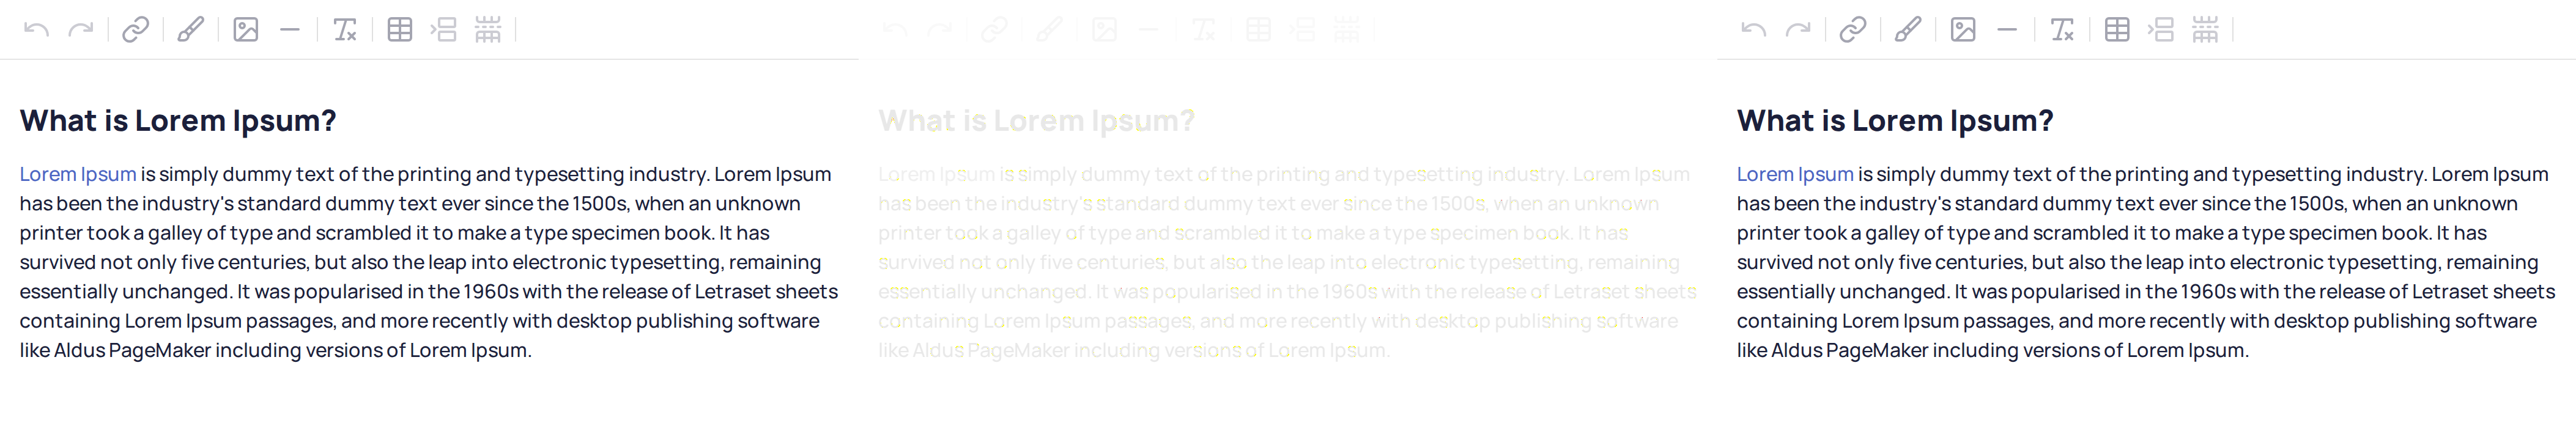 What is Lorem Ipsum?
Lorem Ipsum is simply dummy text of the printing and typesetting industry. Lorem Ipsum
has been the industry's standard dummy text ever since the 1500s, when an unknown
printer took a galley of type and scrambled it to make a type specimen book. It has
survived not only five centuries, but also the leap into electronic typesetting, remaining
essentially unchanged. It was popularised in the 1960s with the release of Letraset sheets
containing Lorem Ipsum passages, and more recently with desktop publishing software
like Aldus PageMaker including versions of Lorem Ipsum.
What is Lorem Ipsum?
Lorem Ipsum is simply dummy text of the printing and typesetting industry. Lorem Ipsum
has been the industry's standard dummy text ever since the 1500s, when an unknown
printer took a galley of type and scrambled it to make a type specimen book. It has
survived not only five centuries, but also the leap into electronic typesetting, remaining
essentially unchanged. It was popularised in the 1960s with the release of Letraset sheets
containing Lorem Ipsum passages, and more recently with desktop publishing software
like Aldus PageMaker including versions of Lorem Ipsum.
What is Lorem Ipsum?
Lorem Ipsum is simply dummy text of the printing and typesetting industry. Lorem Ipsum
has been the industry's standard dummy text ever since the 1500s, when an unknown
printer took a galley of type and scrambled it to make a type specimen book. It has
survived not only five centuries, but also the leap into electronic typesetting, remaining
essentially unchanged. It was popularised in the 1960s with the release of Letraset sheets
containing Lorem Ipsum passages, and more recently with desktop publishing software
like Aldus PageMaker including versions of Lorem Ipsum.